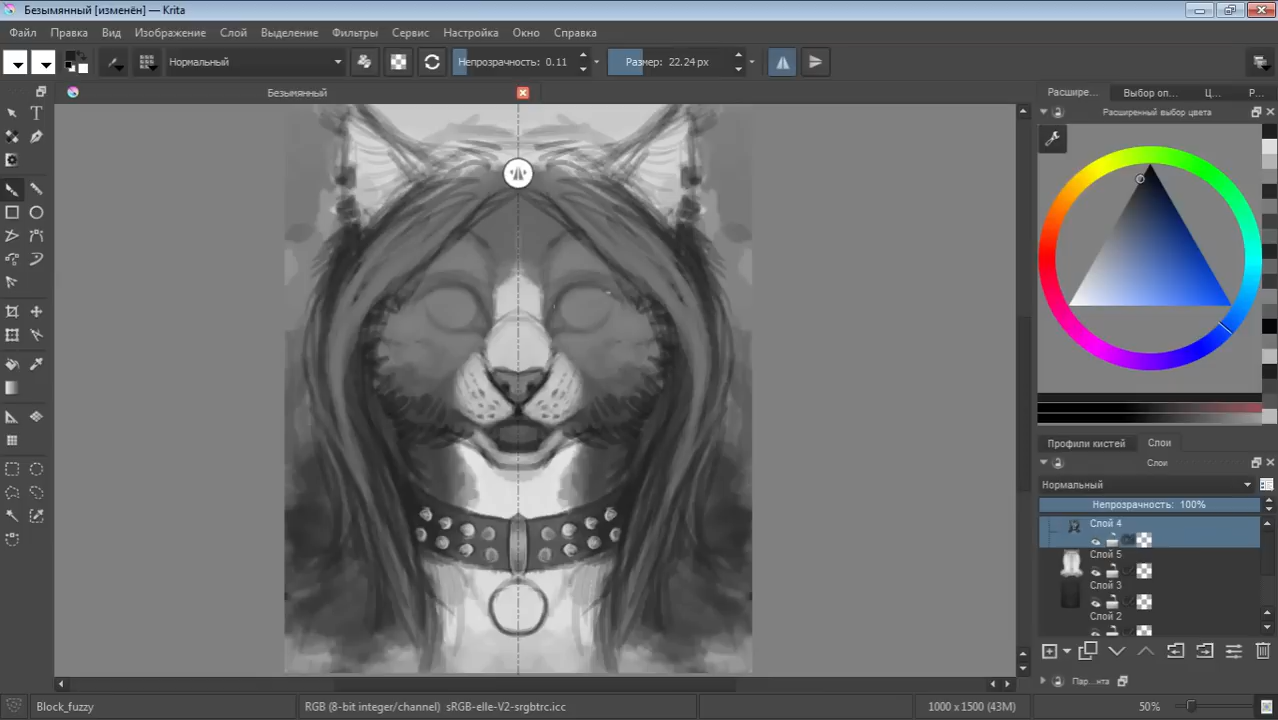 Безымянный [изменён] — Krita
Файл Правка Вид Изображение Слой Выделение Фильтры Сервис Настройка Окно Справка
Нормальный
Непрозрачность: 0.11
Размер: 22.24 px
Безымянный
Расшире...
Выбор оп...
Ц...
Р...
Расширенный выбор цвета
Профили кистей
Слои
Слои
Нормальный
Непрозрачность: 100%
Слой 4
Слой 5
Слой 3
Слой 2
Пар...нта
Block_fuzzy
RGB (8-bit integer/channel) sRGB-elle-V2-srgbtrc.icc
1000 x 1500 (43M)
50%